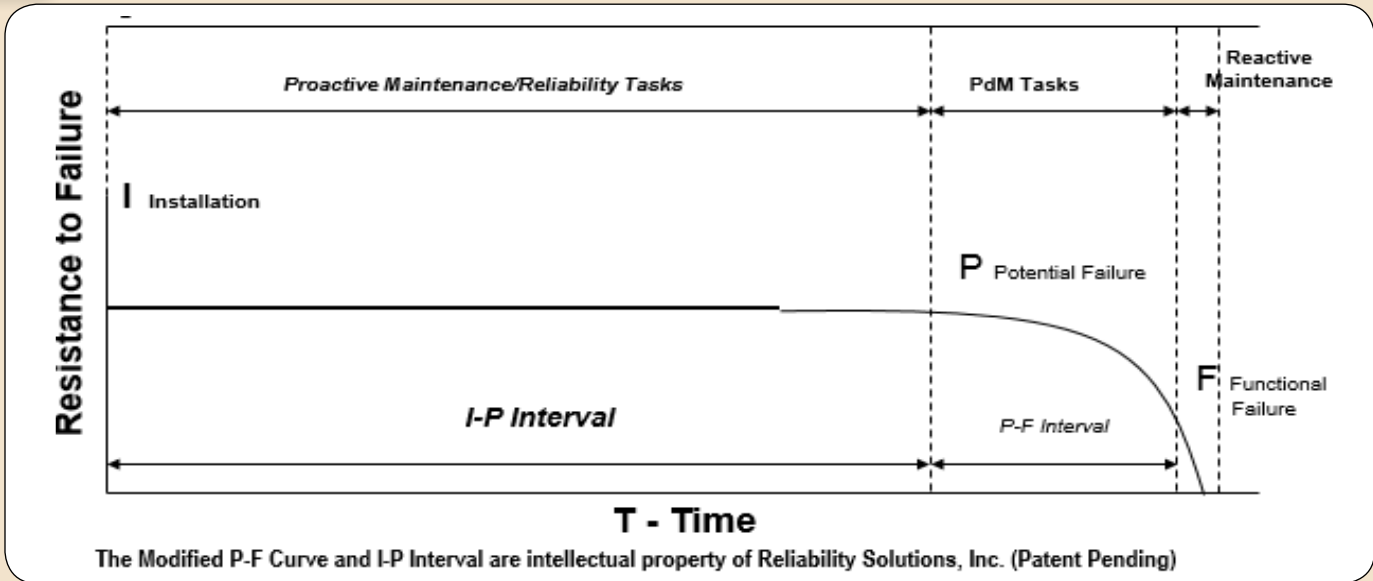 Resistance to Failure
Proactive Maintenance/Reliability Tasks
PdM Tasks
Reactive
Maintenance
I Installation
P Potential Failure
F Functional
Failure
I-P Interval
P-F Interval
T - Time
The Modified P-F Curve and I-P Interval are intellectual property of Reliability Solutions, Inc. (Patent Pending)